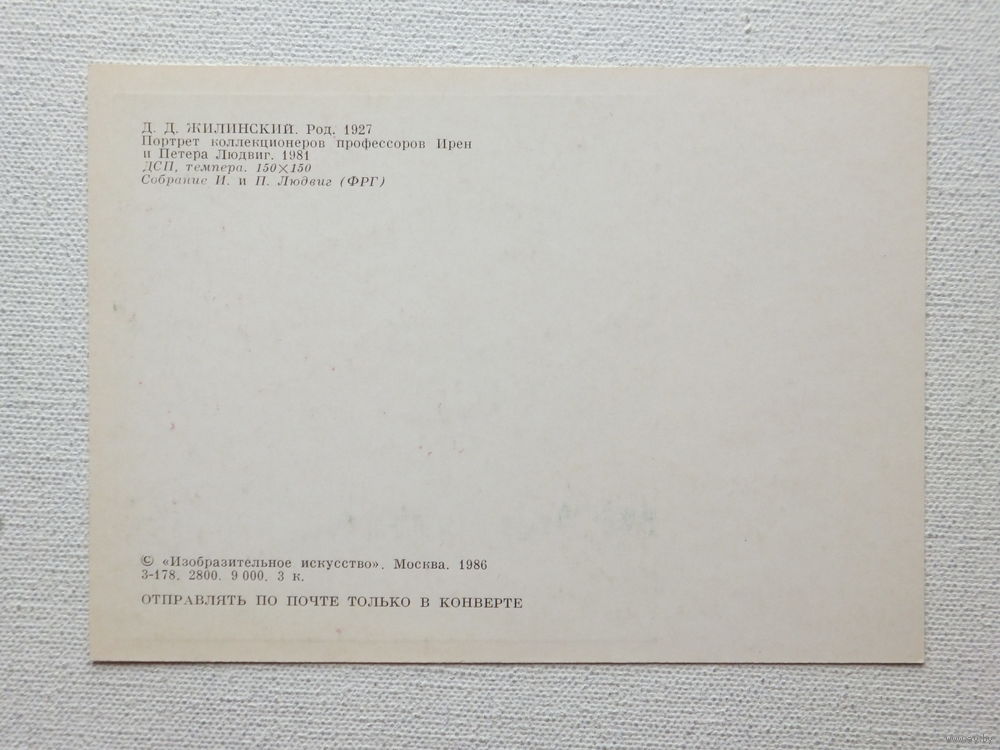 Д. Д. ЖИЛИНСКИЙ. Род. 1927
Портрет коллекционеров профессоров Ирен
и Петера Людвиг. 1981
ДСП, темпера. 150×150
Собрание И. и П. Людвиг (ФРГ)
© «Изобразительное искусство». Москва. 1986
3-178. 2800. 9 000. 3 к.
ОТПРАВЛЯТЬ ПО ПОЧТЕ ТОЛЬКО В КОНВЕРТЕ